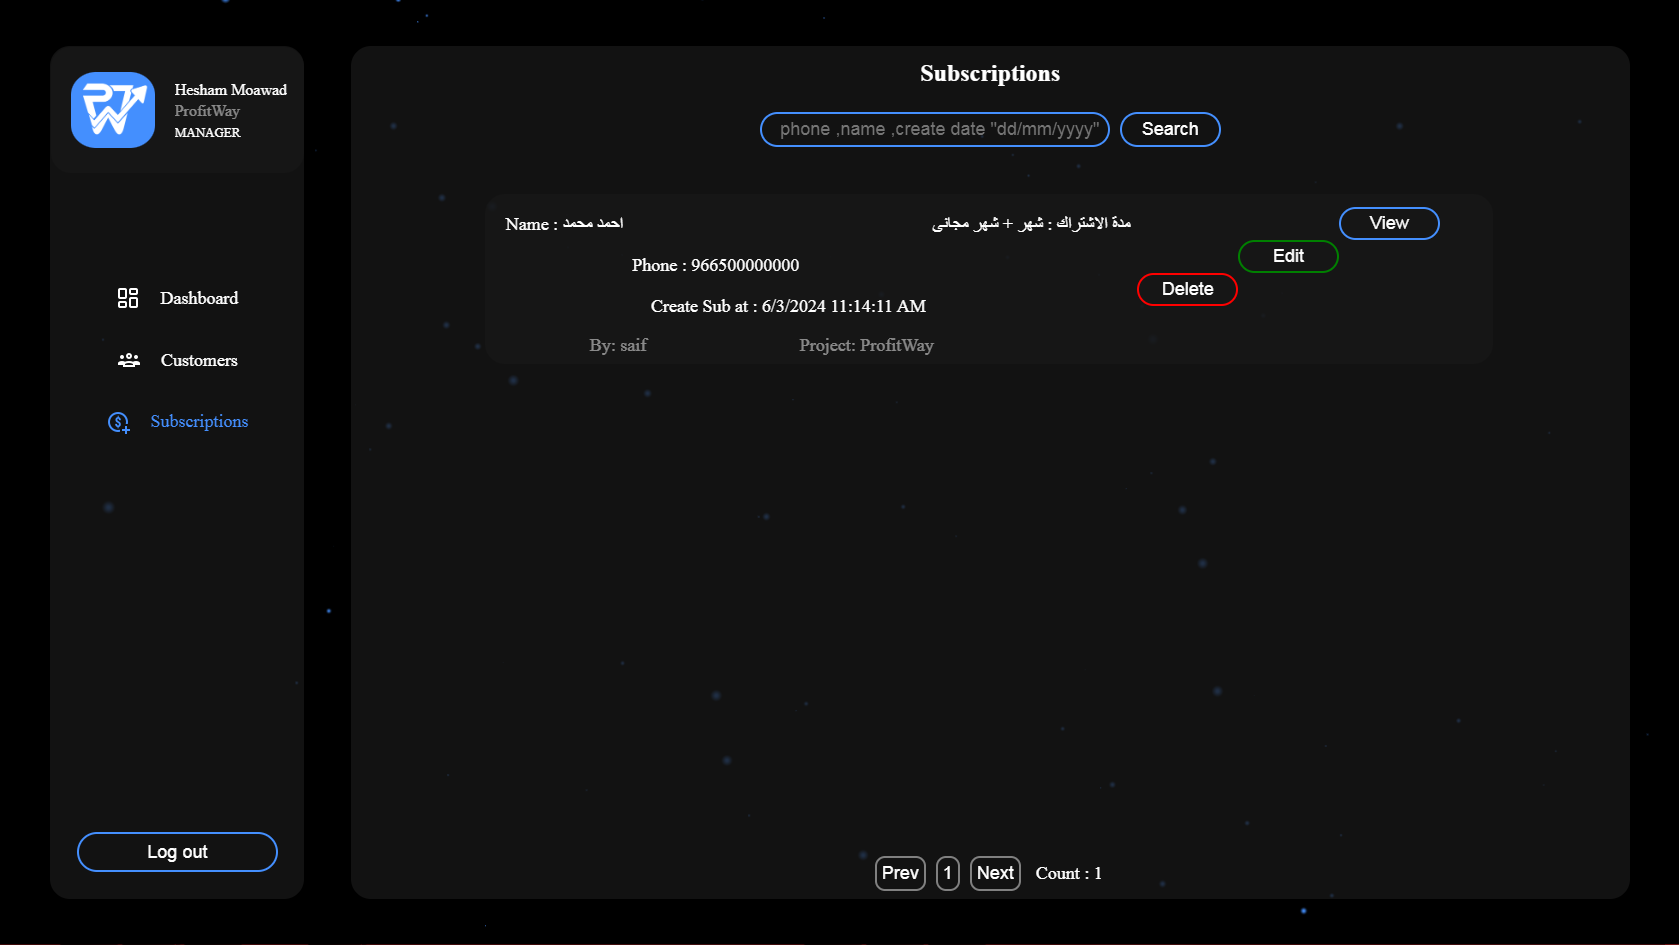 Hesham Moawad
ProfitWay
MANAGER
Dashboard
Customers
Subscriptions
Log out
Subscriptions
phone ,name ,create date "dd/mm/yyyy"
Search
Name : احمد محمد
مدة الاشتراك : شهر + شهر مجانى
View
Edit
Phone : 966500000000
Delete
Create Sub at : 6/3/2024 11:14:11 AM
By: saif
Project: ProfitWay
Prev
1
Next
Count : 1